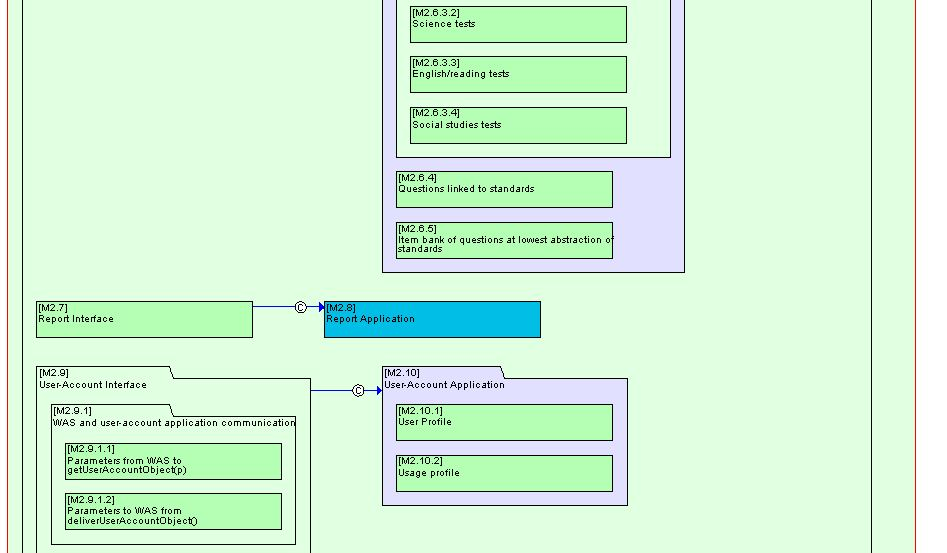 [M2.6.3.2]
Science tests
[M2.6.3.3]
English/reading tests
[M2.6.3.4]
Social studies tests
[M2.6.4]
Questions linked to standards
[M2.6.5]
Item bank of questions at lowest abstraction of
standards
[M2.7]
Report Interface
C
[M2.8]
Report Application
[M2.9]
User-Account Interface
[M2.9.1]
WAS and user-account application communication
[M2.9.1.1]
Parameters from WAS to
getUserAccountObject(p)
[M2.9.1.2]
Parameters to WAS from
deliverUserAccountObject()
C
[M2.10]
User-Account Application
[M2.10.1]
User Profile
[M2.10.2]
Usage profile